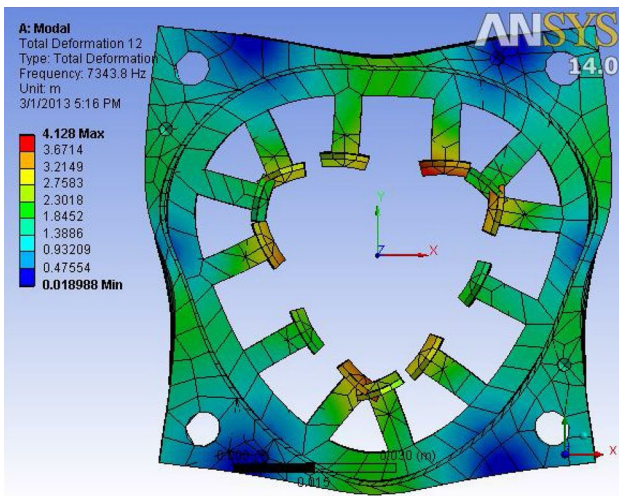 A: Modal
Total Deformation 12
Type: Total Deformation
Frequency: 7343.8 Hz
Unit: m
3/1/2013 5:16 PM
4.128 Max
3.6714
3.2149
2.7583
2.3018
1.8452
1.3886
0.93209
0.47554
0.018988 Min
ANSYS
14.0
Y
Z
X
0.030 (m)
0.015
X